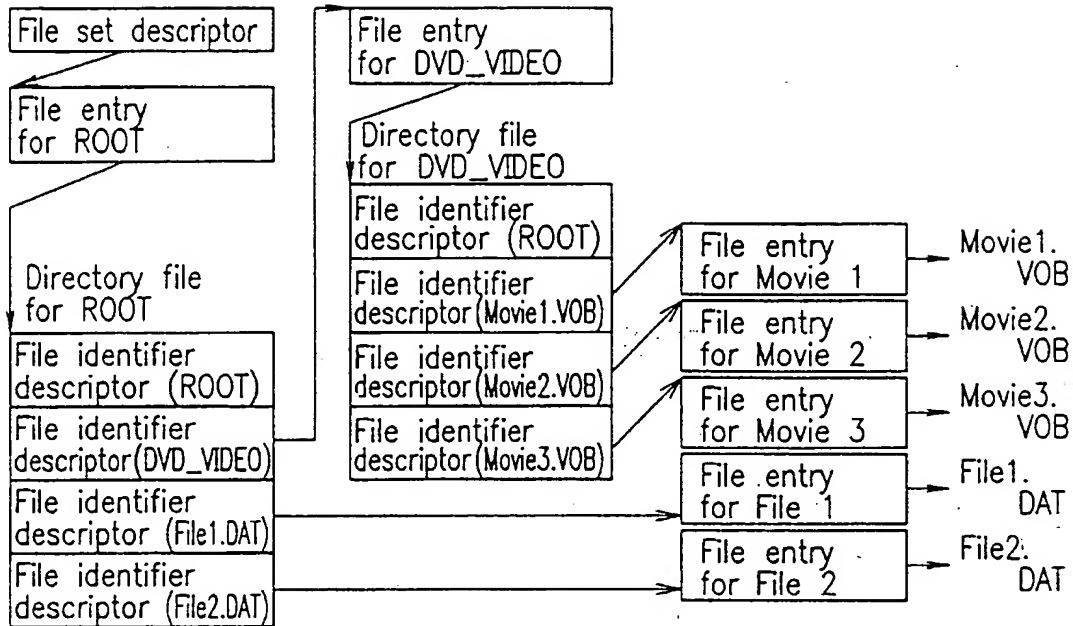 File set descriptor
File entry
for ROOT
Directory file
for ROOT
File identifier
descriptor (ROOT)
File identifier
descriptor(DVD_VIDEO)
File identifier
descriptor (File1.DAT)
File identifier
descriptor (File2.DAT)
File entry
for DVD_VIDEO
Directory file
for DVD_VIDEO
File identifier
descriptor (ROOT)
File identifier
descriptor(Movie1.VOB)
File identifier
descriptor(Movie2.VOB)
File identifier
descriptor(Movie3.VOB)
File entry
for Movie 1
File entry
for Movie 2
File entry
for Movie 3
File entry
for File 1
File entry
for File 2
Movie1.
VOB
Movie2.
VOB
Movie3.
VOB
File1.
DAT
File2.
DAT